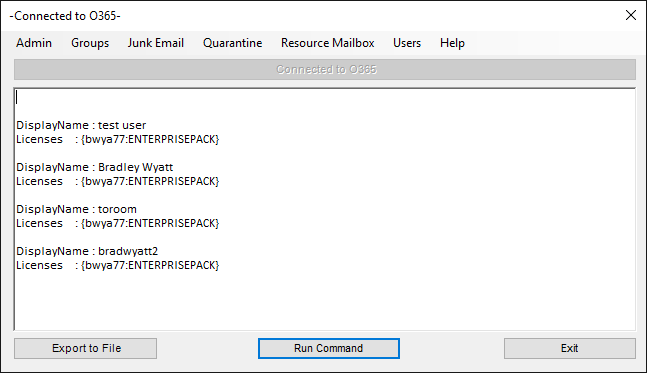 -Connected to O365-
Admin Groups Junk Email Quarantine Resource Mailbox Users Help
Connected to O365
DisplayName : test user
Licenses : {bwya77:ENTERPRISEPACK}
DisplayName : Bradley Wyatt
Licenses : {bwya77:ENTERPRISEPACK}
DisplayName : toroom
Licenses : {bwya77:ENTERPRISEPACK}
DisplayName : bradwyatt2
Licenses : {bwya77:ENTERPRISEPACK}
Export to File Run Command Exit